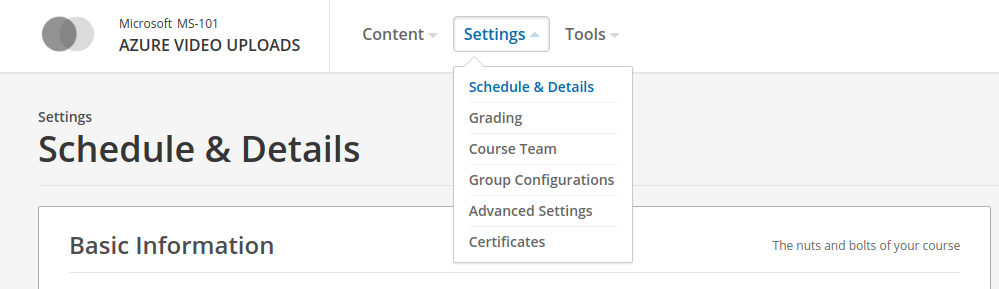 Microsoft MS-101
AZURE VIDEO UPLOADS
Content
Settings
Tools
Schedule & Details
Grading
Course Team
Group Configurations
Advanced Settings
Certificates
Settings
Schedule & Details
Basic Information
The nuts and bolts of your course